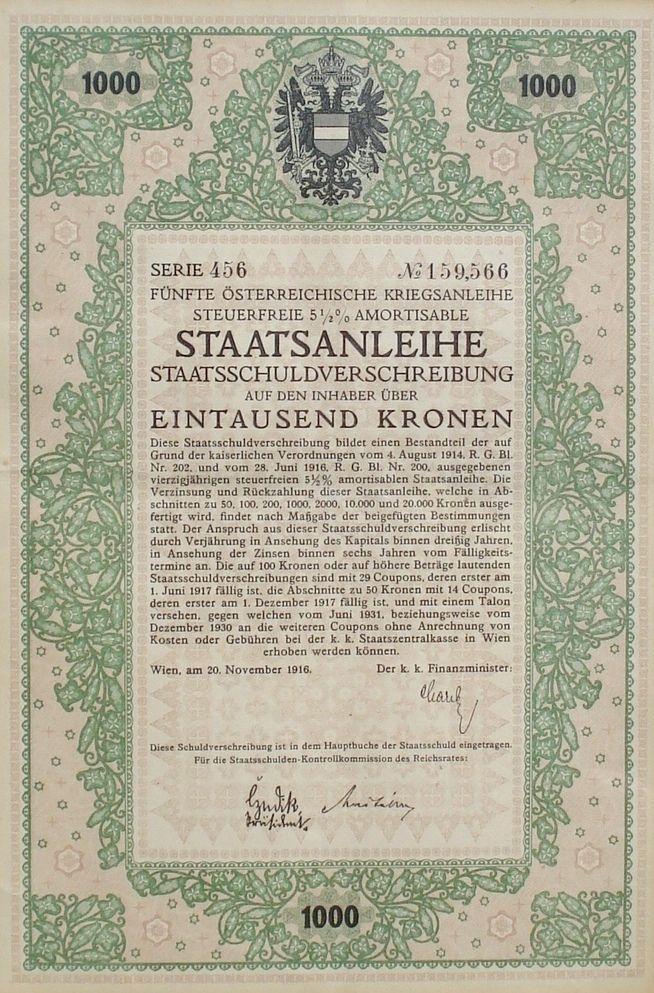 1000 1000
SERIE 456 № 159,566
FÜNFTE ÖSTERREICHISCHE KRIEGSANLEIHE
STEUERFREIE 5½% AMORTISABLE
STAATSANLEIHE
STAATSSCHULDVERSCHREIBUNG
AUF DEN INHABER ÜBER
EINTAUSEND KRONEN
Diese Staatsschuldverschreibung bildet einen Bestandteil der auf
Grund der kaiserlichen Verordnungen vom 4. August 1914, R. G. Bl.
Nr. 202, und vom 28. Juni 1916, R. G. Bl. Nr. 200, ausgegebenen
vierzigjährigen steuerfreien 5½% amortisablen Staatsanleihe. Die
Verzinsung und Rückzahlung dieser Staatsanleihe, welche in Ab-
schnitten zu 50, 100, 200, 1000, 2000, 10.000 und 20.000 Kronen ausge-
fertigt wird, findet nach Maßgabe der beigefügten Bestimmungen
statt. Der Anspruch aus dieser Staatsschuldverschreibung erlischt
durch Verjährung in Ansehung des Kapitals binnen dreißig Jahren,
in Ansehung der Zinsen binnen sechs Jahren vom Fälligkeits-
termine an. Die auf 100 Kronen oder auf höhere Beträge lautenden
Staatsschuldverschreibungen sind mit 29 Coupons, deren erster am
1. Juni 1917 fällig ist, die Abschnitte zu 50 Kronen mit 14 Coupons,
deren erster am 1. Dezember 1917 fällig ist, und mit einem Talon
versehen, gegen welchen vom Juni 1931, beziehungsweise vom
Dezember 1930 an die weiteren Coupons ohne Anrechnung von
Kosten oder Gebühren bei der k. k. Staatszentralkasse in Wien
erhoben werden können.
Wien, am 20. November 1916. Der k. k. Finanzminister:
Diese Schuldverschreibung ist in dem Hauptbuche der Staatsschuld eingetragen.
Für die Staatsschulden-Kontrollkommission des Reichsrates:
Präsident
1000